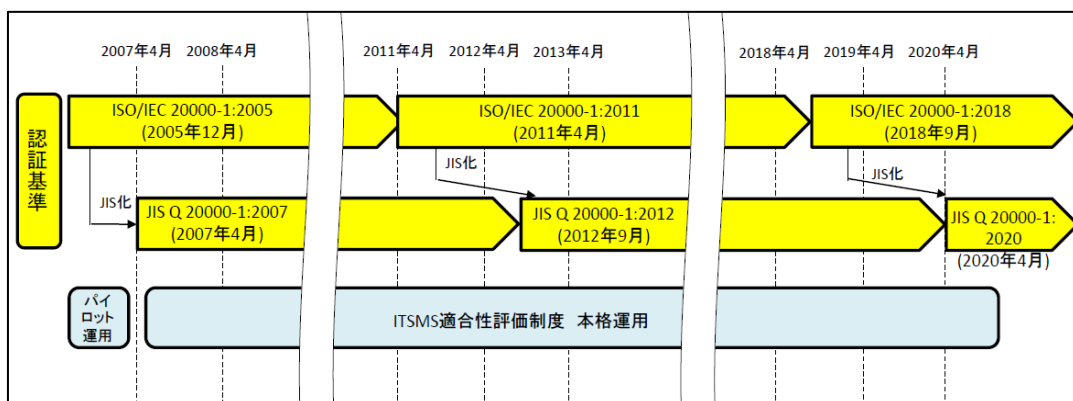 2007年4月 2008年4月 2011年4月 2012年4月 2013年4月 2018年4月 2019年4月 2020年4月
認証基準
ISO/IEC 20000-1:2005
(2005年12月)
ISO/IEC 20000-1:2011
(2011年4月)
ISO/IEC 20000-1:2018
(2018年9月)
JIS化
JIS化
JIS化
JIS Q 20000-1:2007
(2007年4月)
JIS Q 20000-1:2012
(2012年9月)
JIS Q 20000-1:
2020
(2020年4月)
パイ
ロット
運用
ITSMS適合性評価制度 本格運用